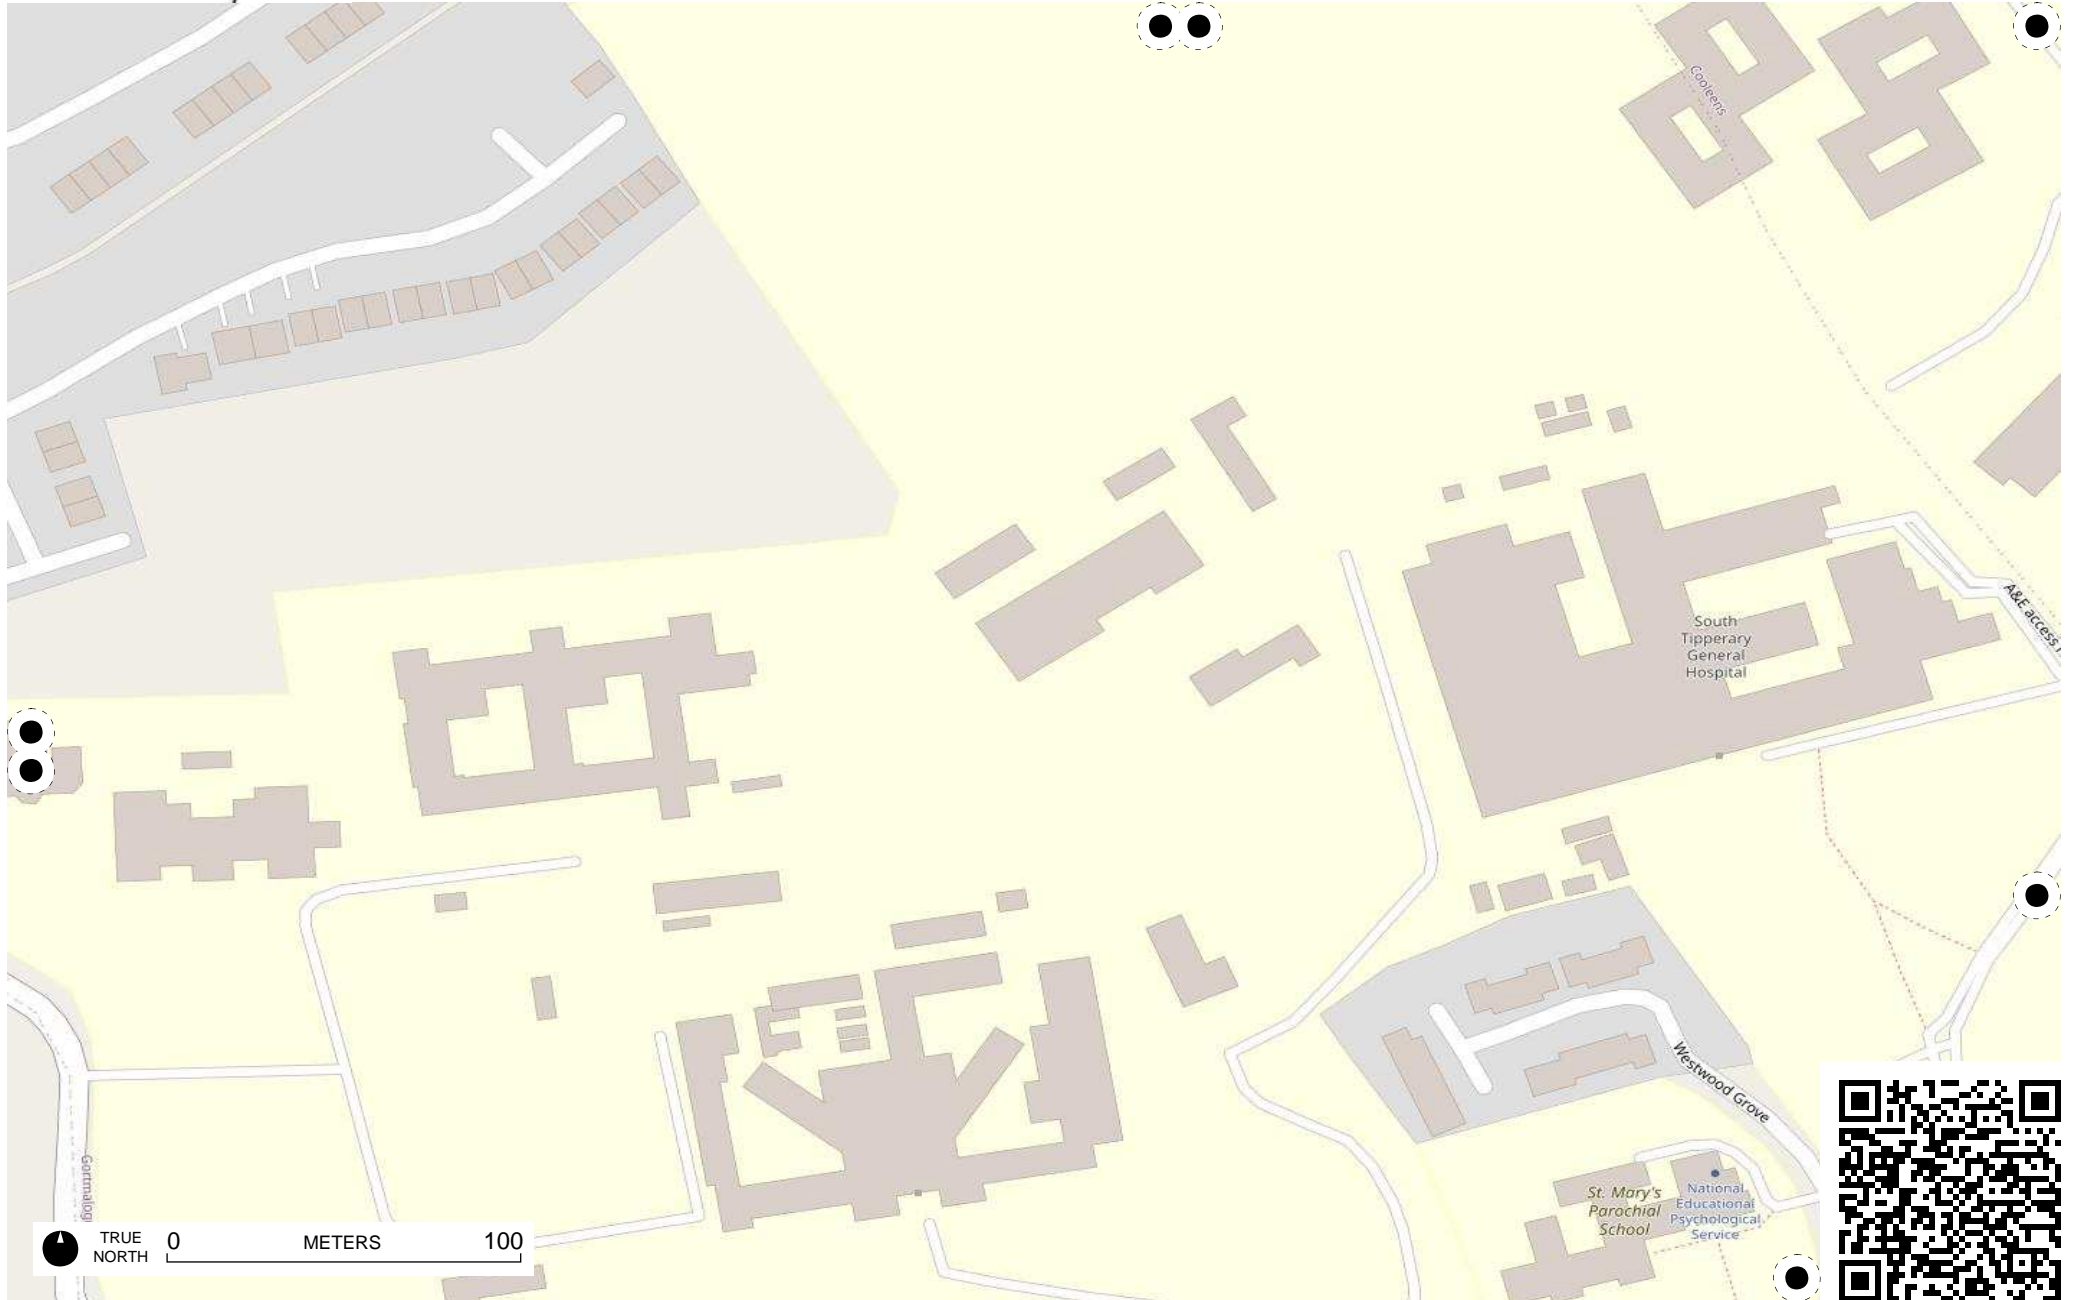 Cooleens
South
Tipperary
General
Hospital
A&E access
Westwood Grove
Gortmalog
St. Mary's
Parochial
School
National
Educational
Psychological
Service
TRUE
NORTH
0
METERS
100